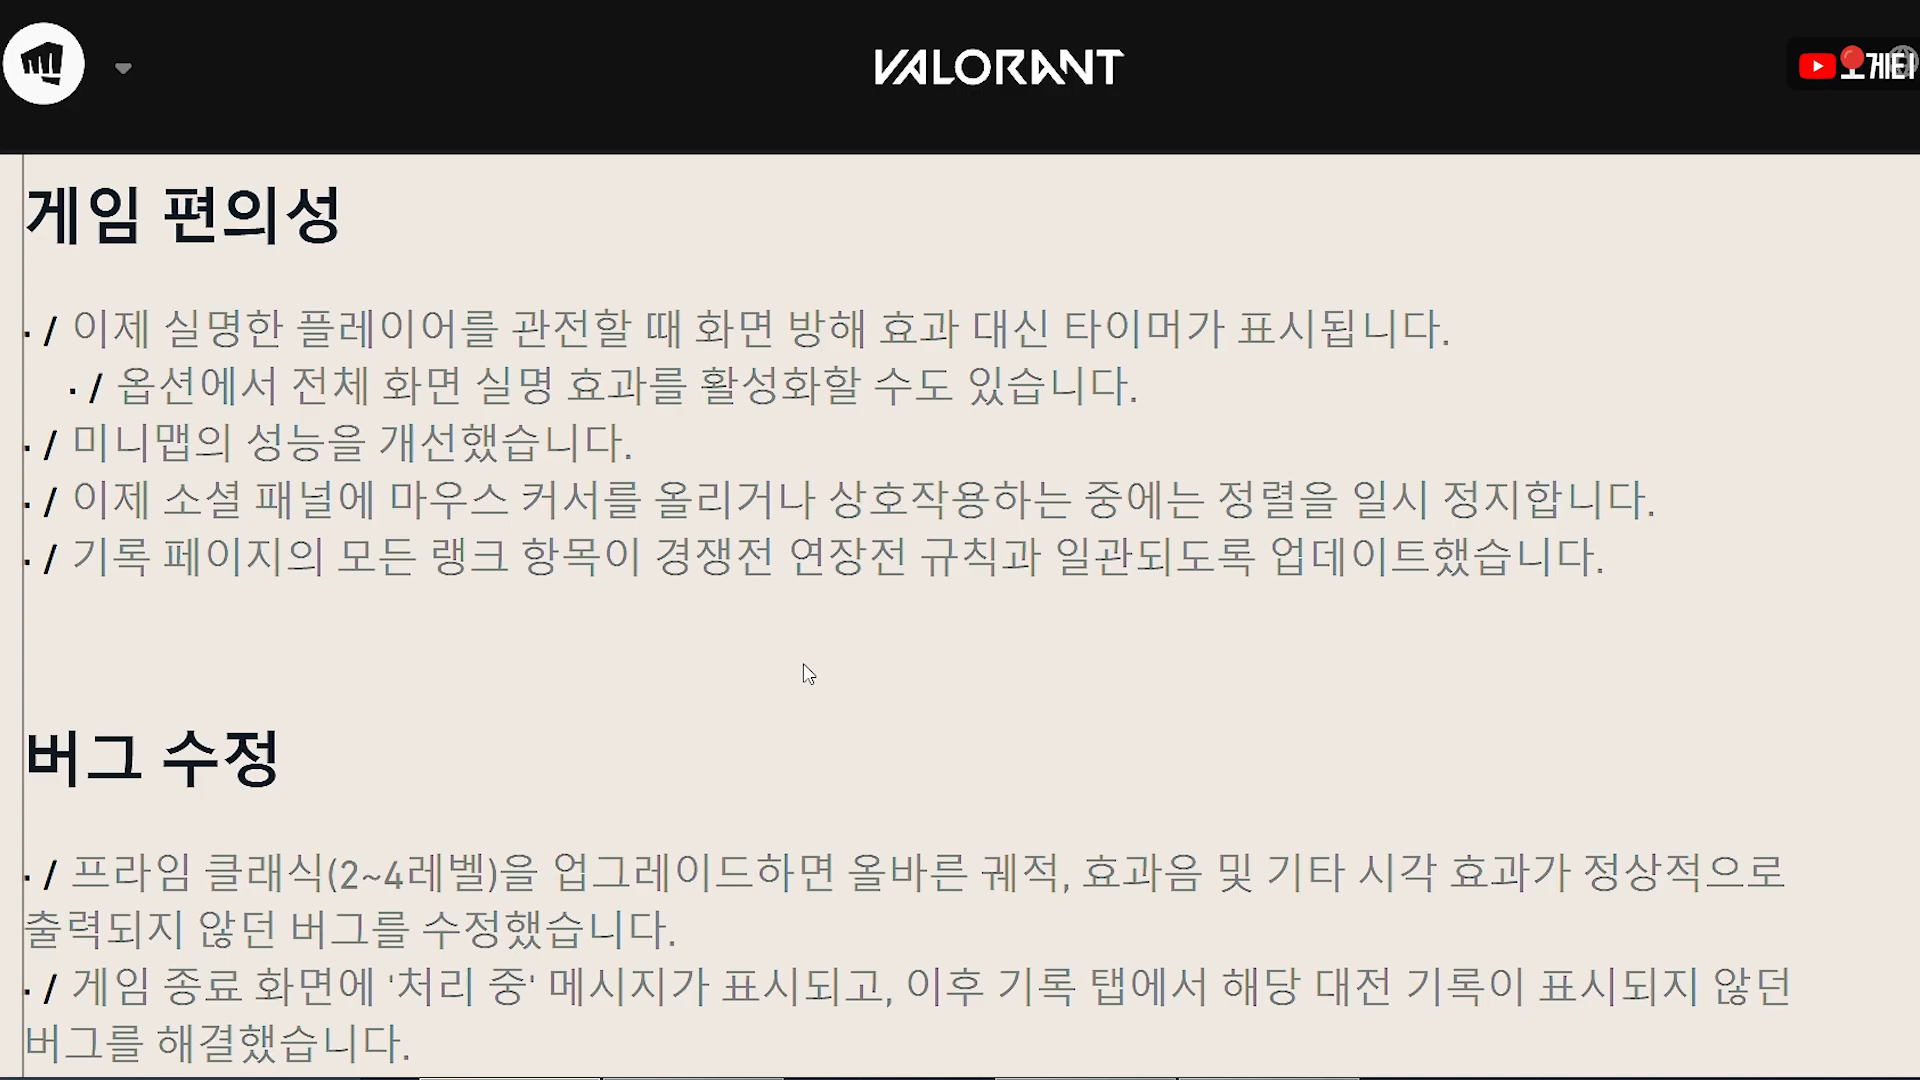 VALORANT
게임 편의성
· / 이제 실명한 플레이어를 관전할 때 화면 방해 효과 대신 타이머가 표시됩니다.
· / 옵션에서 전체 화면 실명 효과를 활성화할 수도 있습니다.
· / 미니맵의 성능을 개선했습니다.
· / 이제 소셜 패널에 마우스 커서를 올리거나 상호작용하는 중에는 정렬을 일시 정지합니다.
· / 기록 페이지의 모든 랭크 항목이 경쟁전 연장전 규칙과 일관되도록 업데이트했습니다.
버그 수정
· / 프라임 클래식(2~4레벨)을 업그레이드하면 올바른 궤적, 효과음 및 기타 시각 효과가 정상적으로
출력되지 않던 버그를 수정했습니다.
· / 게임 종료 화면에 '처리 중' 메시지가 표시되고, 이후 기록 탭에서 해당 대전 기록이 표시되지 않던
버그를 해결했습니다.